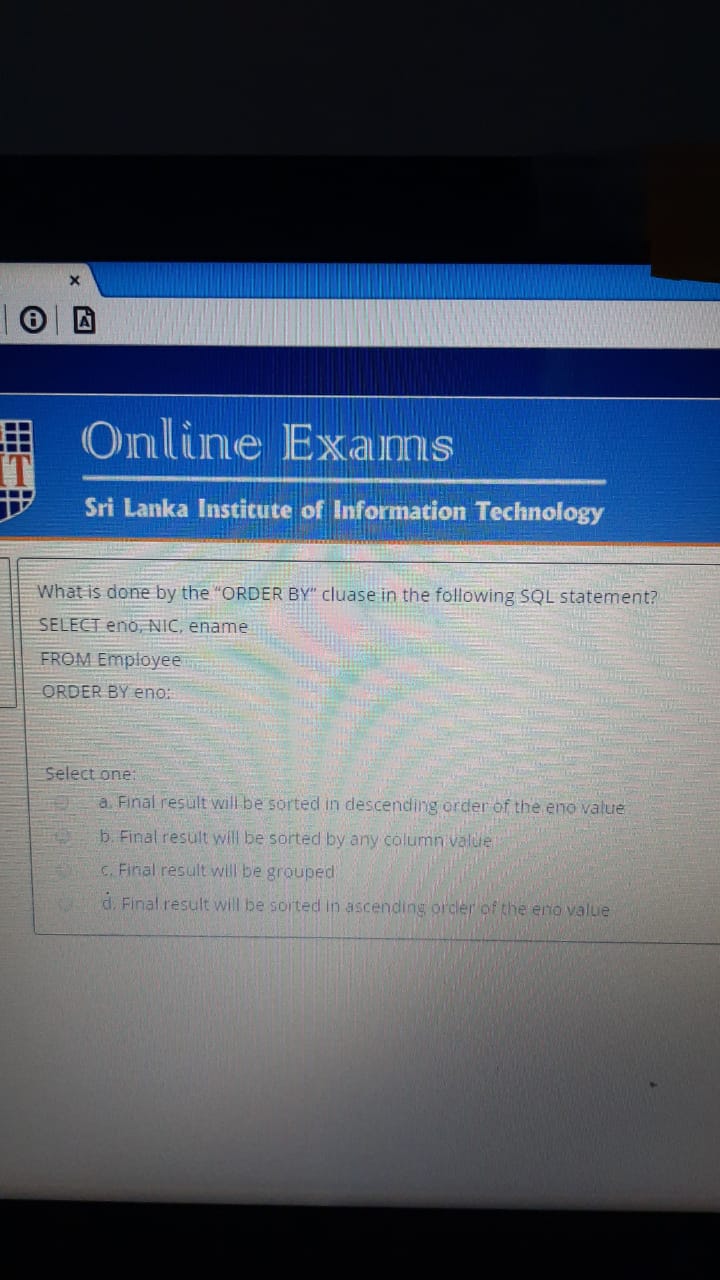 IT
Online Exams
Sri Lanka Institute of Information Technology
What is done by the "ORDER BY" cluase in the following SQL statement?
SELECT eno, NIC, ename
FROM Employee
ORDER BY eno;
Select one:
a. Final result will be sorted in descending order of the eno value
b. Final result will be sorted by any column value
c. Final result will be grouped
d. Final result will be sorted in ascending order of the eno value